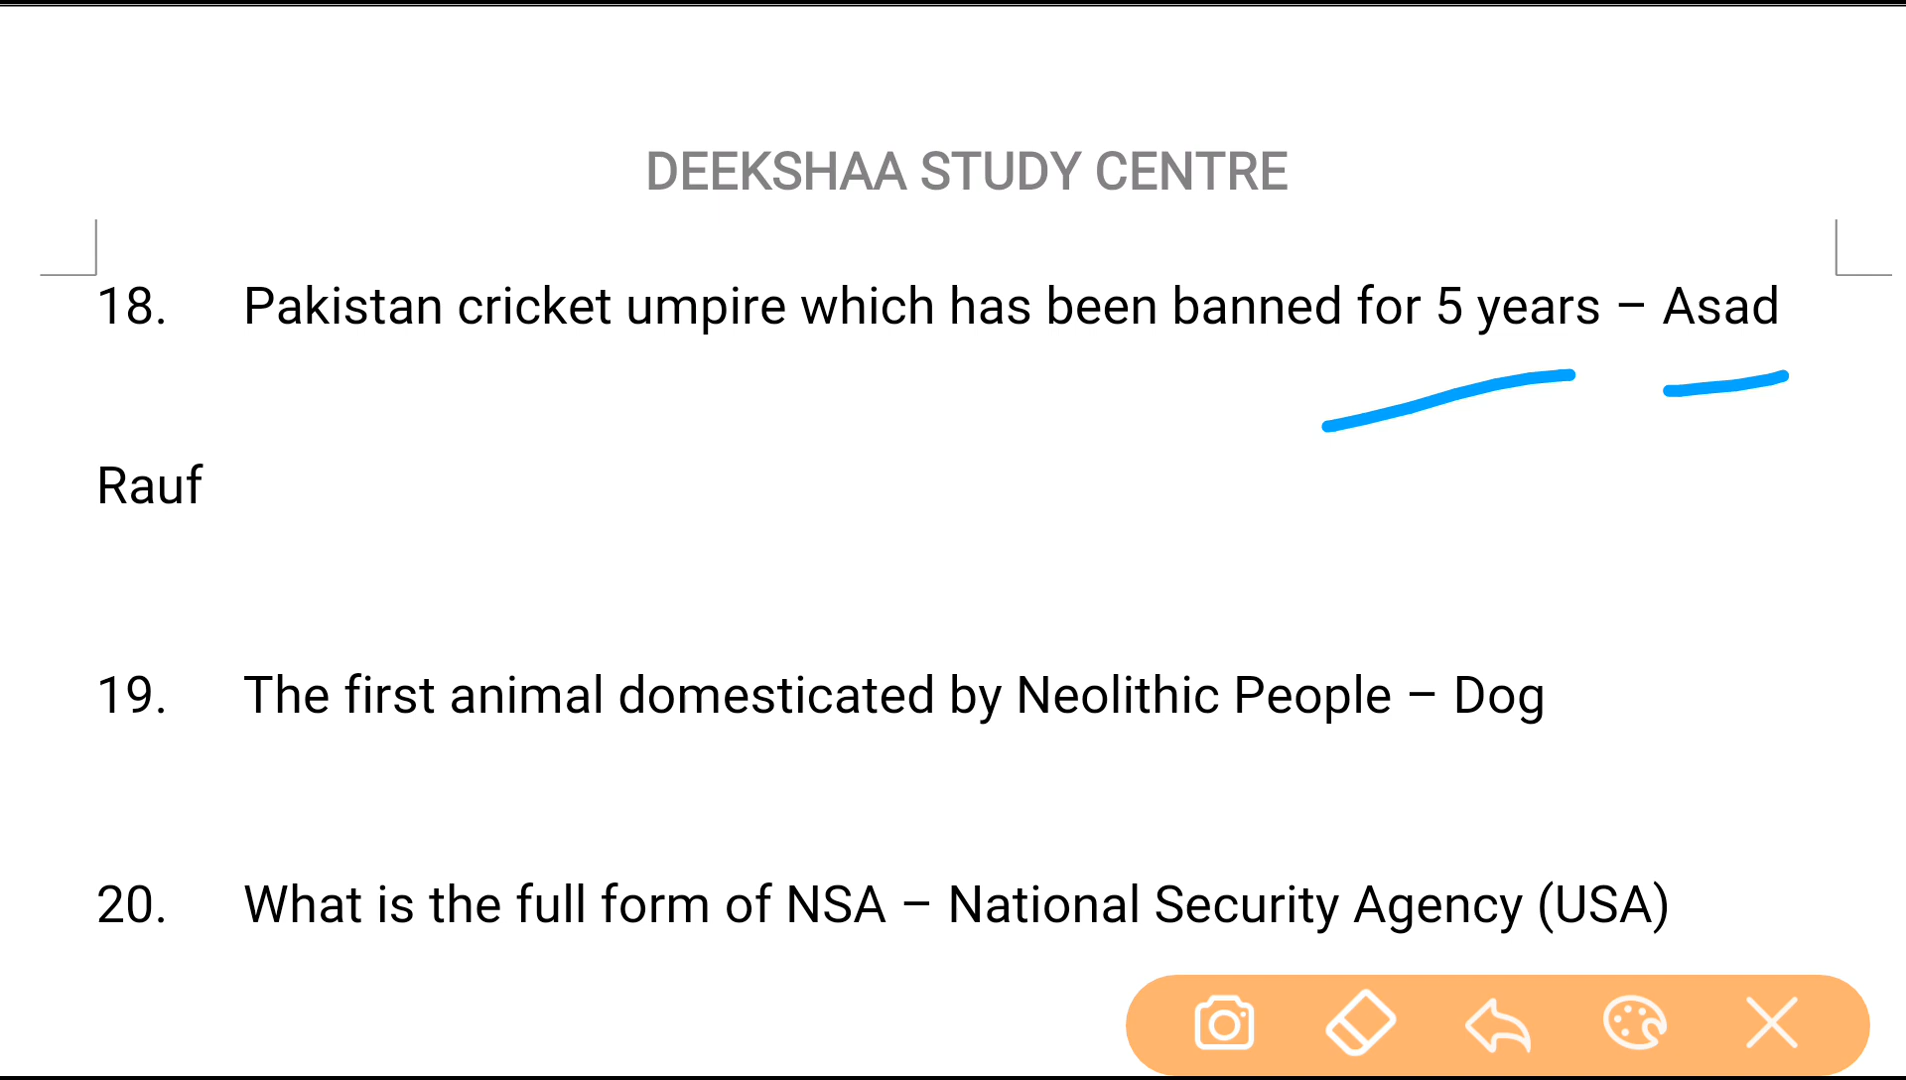 DEEKSHAA STUDY CENTRE
18. Pakistan cricket umpire which has been banned for 5 years – Asad
Rauf
19. The first animal domesticated by Neolithic People – Dog
20. What is the full form of NSA – National Security Agency (USA)